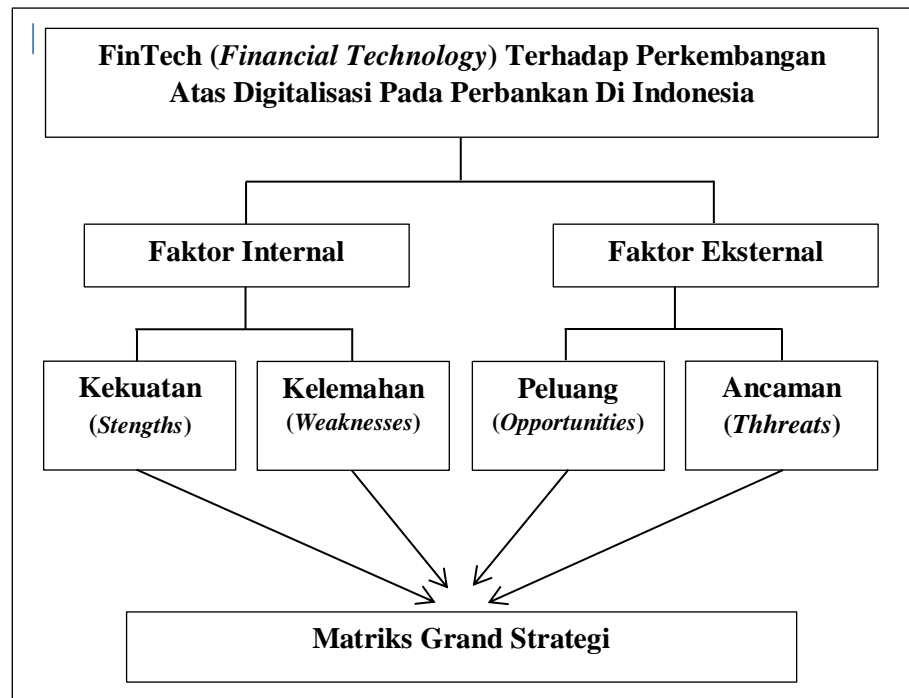 FinTech (Financial Technology) Terhadap Perkembangan
Atas Digitalisasi Pada Perbankan Di Indonesia
Faktor Internal
Faktor Eksternal
Kekuatan
(Stengths)
Kelemahan
(Weaknesses)
Peluang
(Opportunities)
Ancaman
(Thhreats)
Matriks Grand Strategi